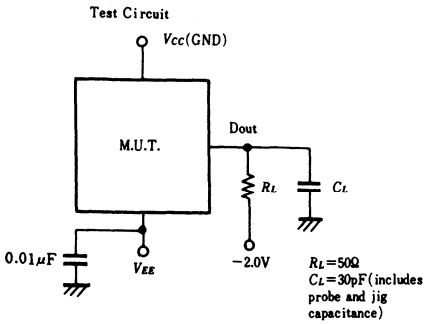 Test Circuit
Vcc(GND)
M.U.T.
Dout
RL
CL
0.01μF
VEE
−2.0V
RL=50Ω
CL=30pF(includes
probe and jig
capacitance)